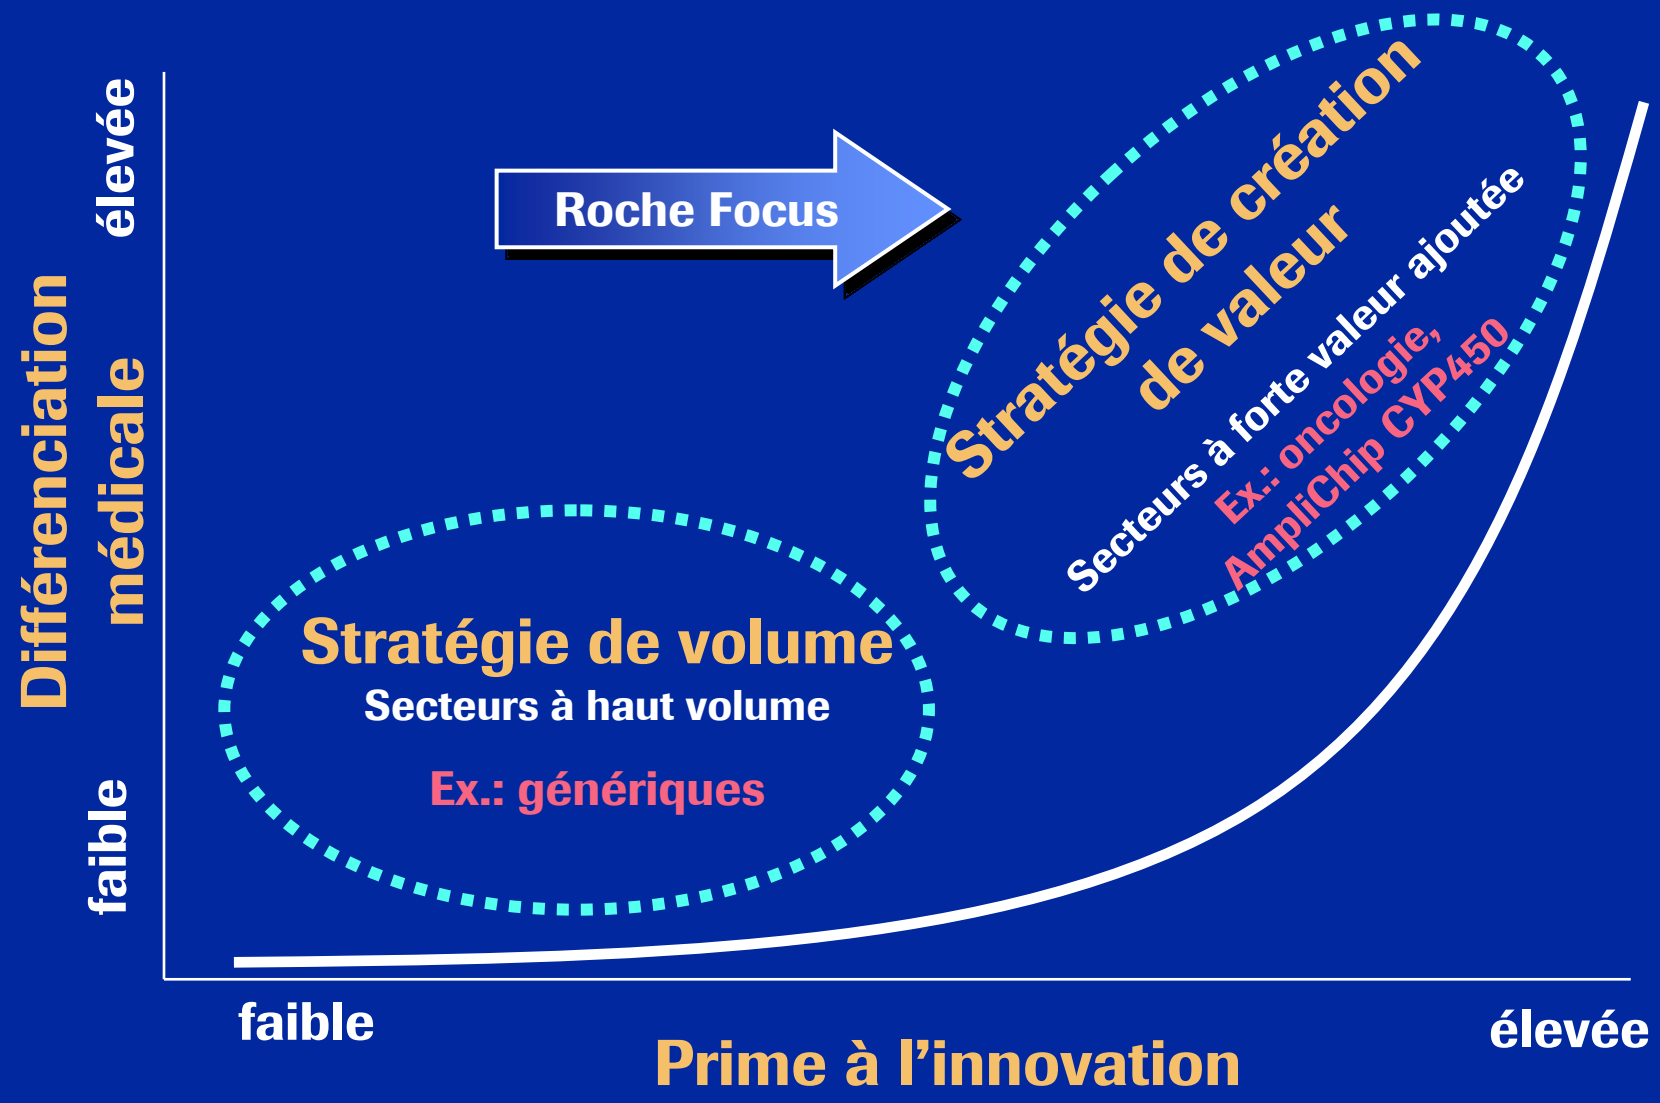 élevée
Différenciation
médicale
faible
Roche Focus
Stratégie de création
de valeur
Secteurs à forte valeur ajoutée
Ex.: oncologie,
AmpliChip CYP450
Stratégie de volume
Secteurs à haut volume
Ex.: génériques
faible
élevée
Prime à l’innovation